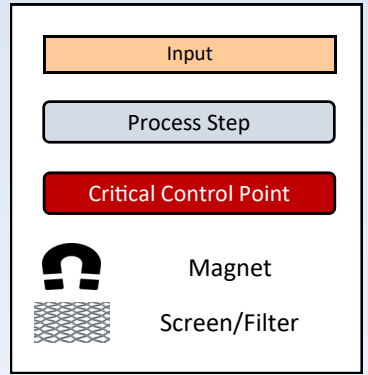 Input
Process Step
Critical Control Point
Magnet
Screen/Filter